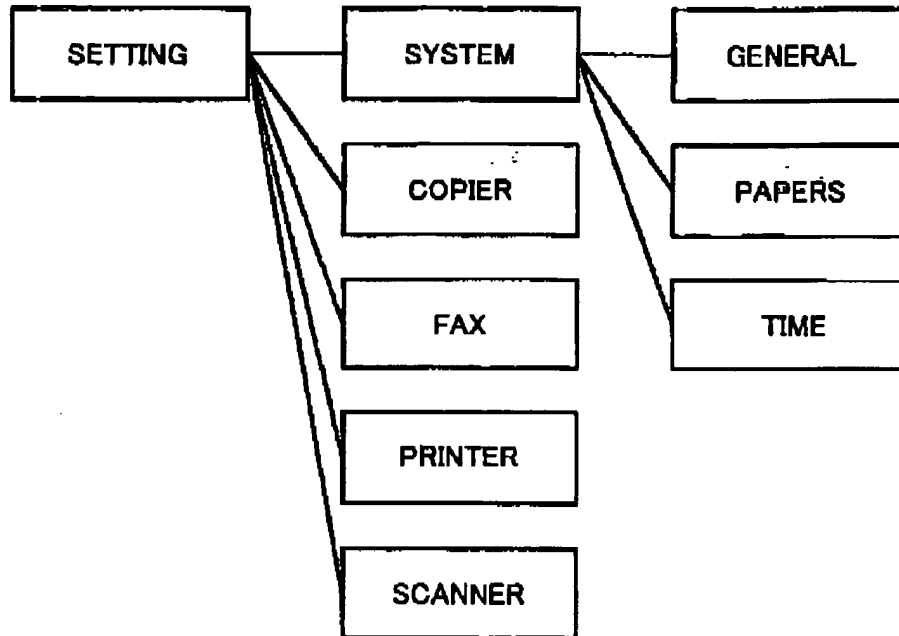 SETTING
SYSTEM
GENERAL
COPIER
PAPERS
FAX
TIME
PRINTER
SCANNER